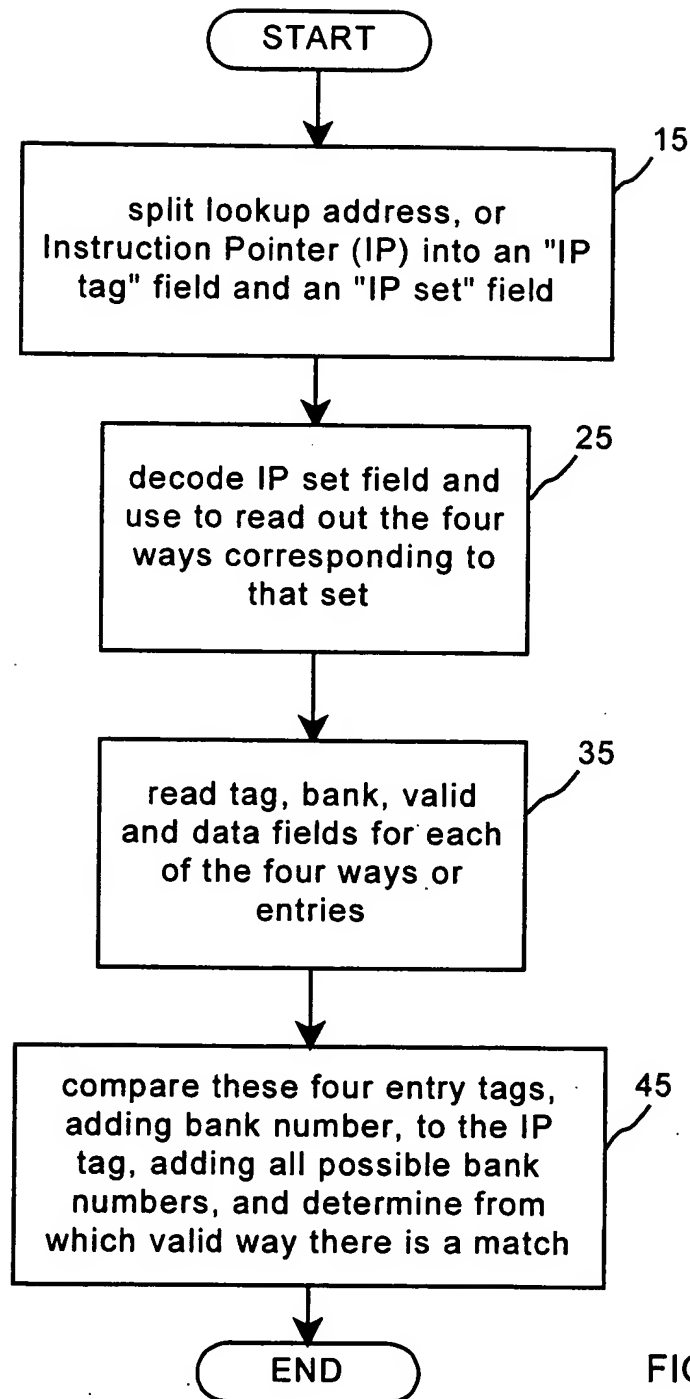 START
15
split lookup address, or
Instruction Pointer (IP) into an "IP
tag" field and an "IP set" field
25
decode IP set field and
use to read out the four
ways corresponding to
that set
35
read tag, bank, valid
and data fields for each
of the four ways or
entries
45
compare these four entry tags,
adding bank number, to the IP
tag, adding all possible bank
numbers, and determine from
which valid way there is a match
END